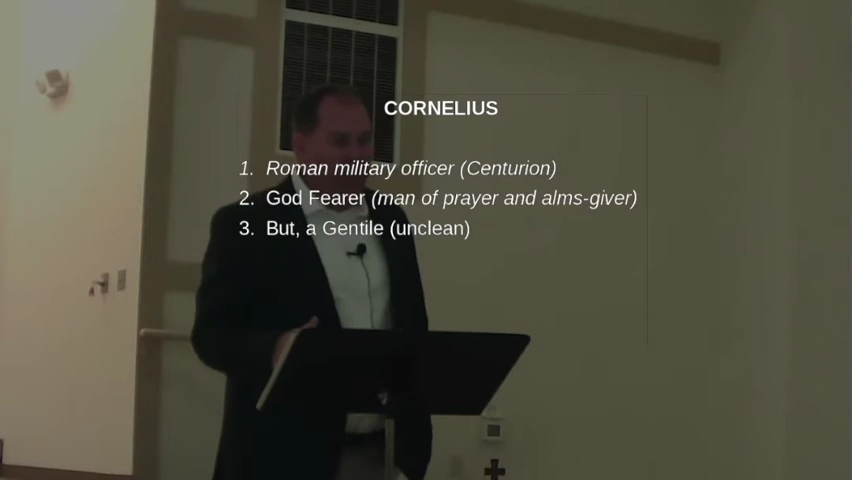 CORNELIUS
1. Roman military officer (Centurion)
2. God Fearer (man of prayer and alms-giver)
3. But, a Gentile (unclean)